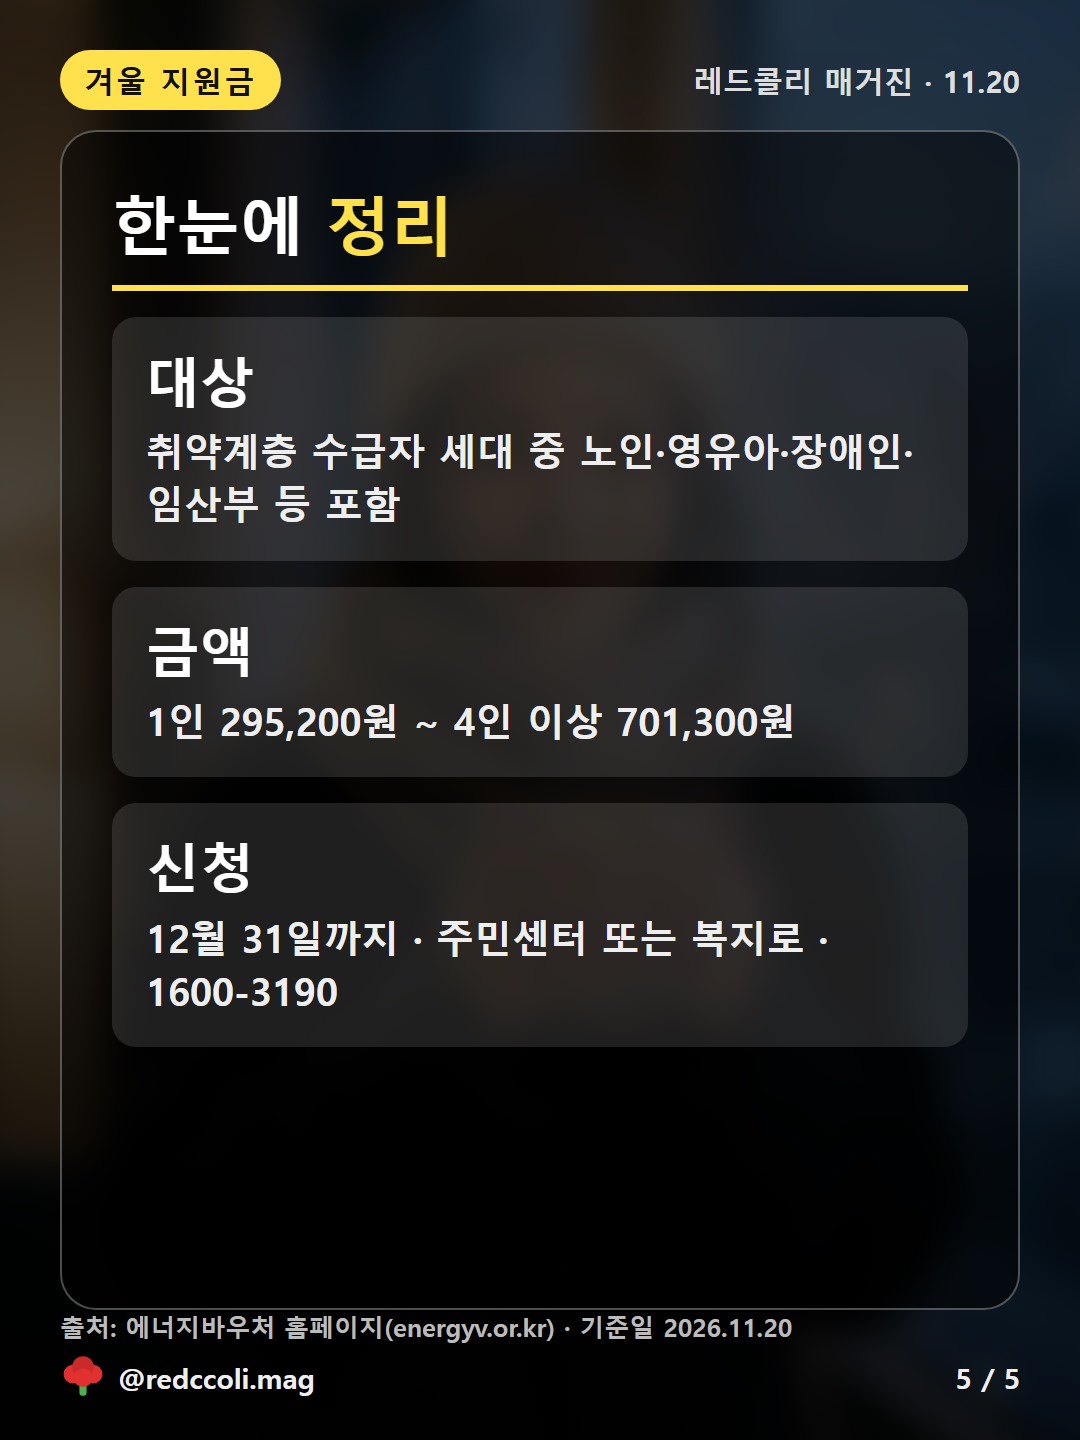 겨울 지원금
레드콜리 매거진 · 11.20
한눈에 정리
대상
취약계층 수급자 세대 중 노인·영유아·장애인·
임산부 등 포함
금액
1인 295,200원 ~ 4인 이상 701,300원
신청
12월 31일까지 · 주민센터 또는 복지로 ·
1600-3190
출처: 에너지바우처 홈페이지(energyv.or.kr) · 기준일 2026.11.20
@redccoli.mag
5 / 5